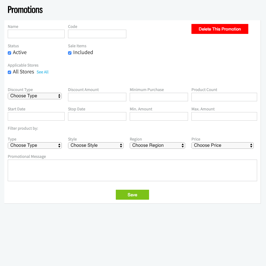 Promotions
Name Code
Delete This Promotion
Status Sale Items
Active Included
Applicable Stores
All Stores See All
Discount Type Discount Amount Minimum Purchase Product Count
Choose Type
Start Date Stop Date Min. Amount Max. Amount
Filter product by:
Type Style Region Price
Choose Type Choose Style Choose Region Choose Price
Promotional Message
Save